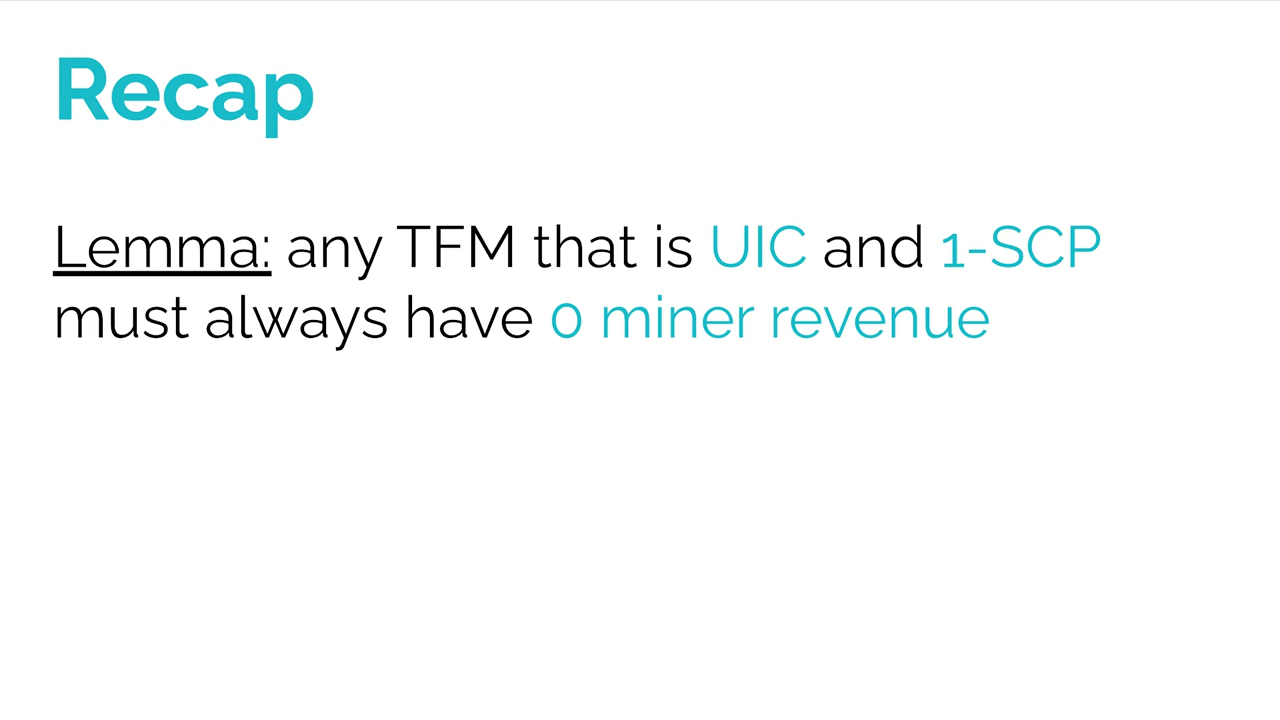 Recap
Lemma: any TFM that is UIC and 1-SCP
must always have 0 miner revenue